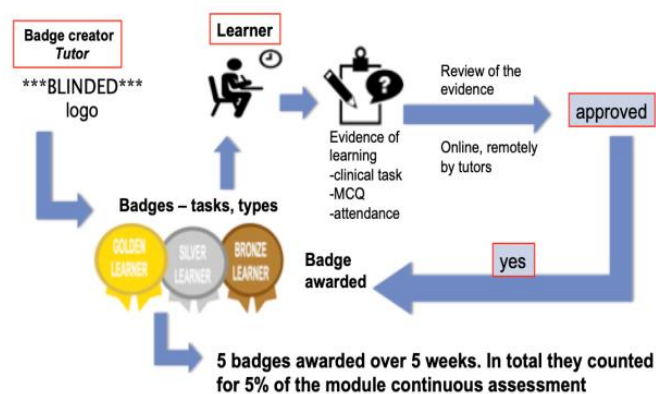 Badge creator
Tutor
***BLINDED***
logo
Learner
?
Evidence of
learning
-clinical task
-MCQ
-attendance
Review of the
evidence
Online, remotely
by tutors
approved
yes
Badge
awarded
Badges – tasks, types
GOLDEN
LEARNER
SILVER
LEARNER
BRONZE
LEARNER
5 badges awarded over 5 weeks. In total they counted
for 5% of the module continuous assessment